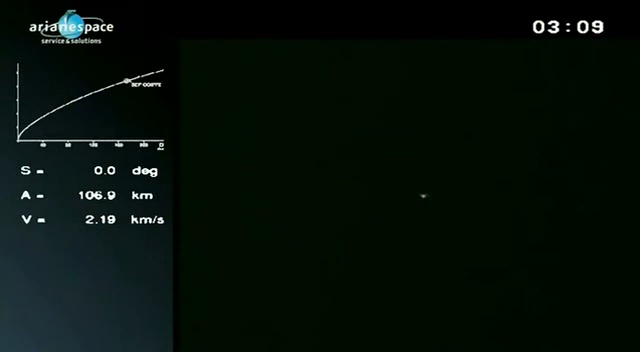 arianespace
service & solutions
03:09
SEP COIFFE
S = 0.0 deg
A = 106.9 km
V = 2.19 km/s